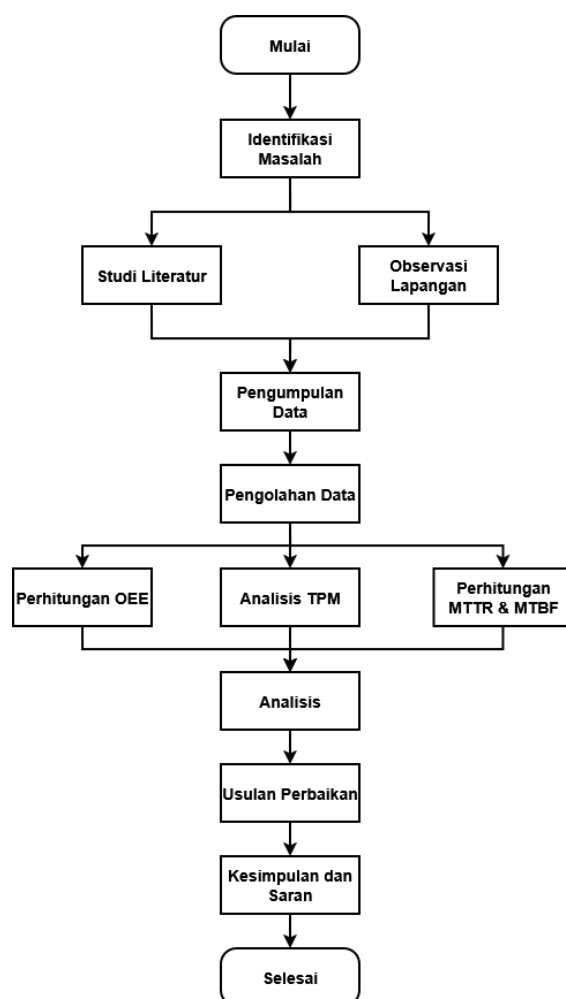 Mulai
Identifikasi
Masalah
Studi Literatur
Observasi
Lapangan
Pengumpulan
Data
Pengolahan Data
Perhitungan OEE
Analisis TPM
Perhitungan
MTTR & MTBF
Analisis
Usulan Perbaikan
Kesimpulan dan
Saran
Selesai